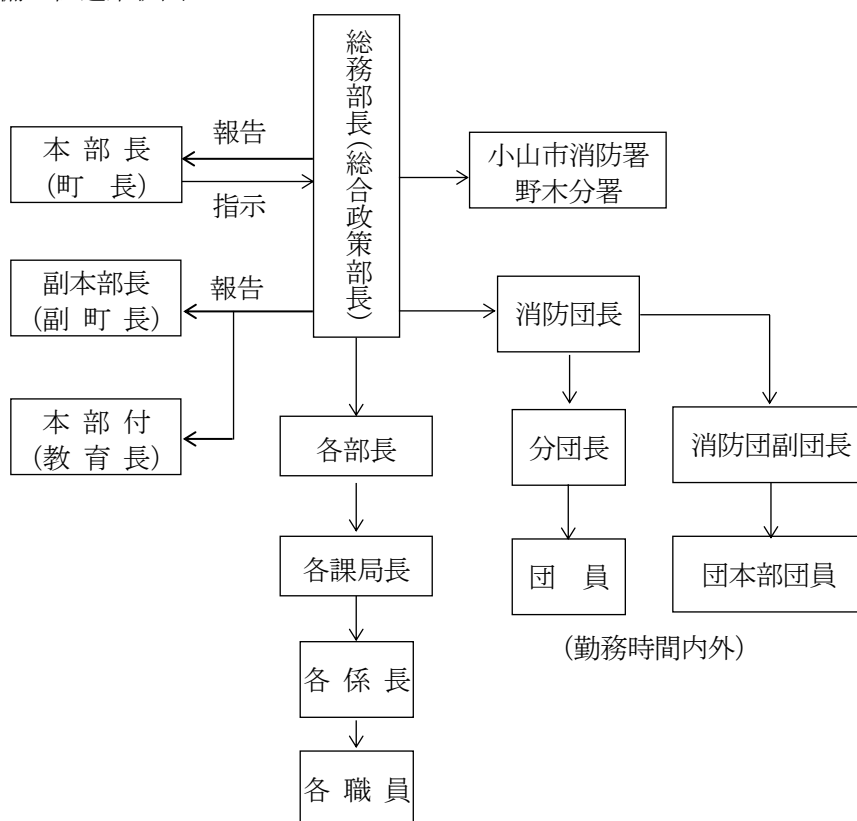 総務部長(総合政策部長)
報告
本 部 長
(町　長)
指示
小山市消防署
野木分署
副本部長
(副 町 長)
報告
消防団長
本 部 付
(教 育 長)
各部長
分団長
消防団副団長
各課局長
団　員
団本部団員
(勤務時間内外)
各 係 長
各 職 員